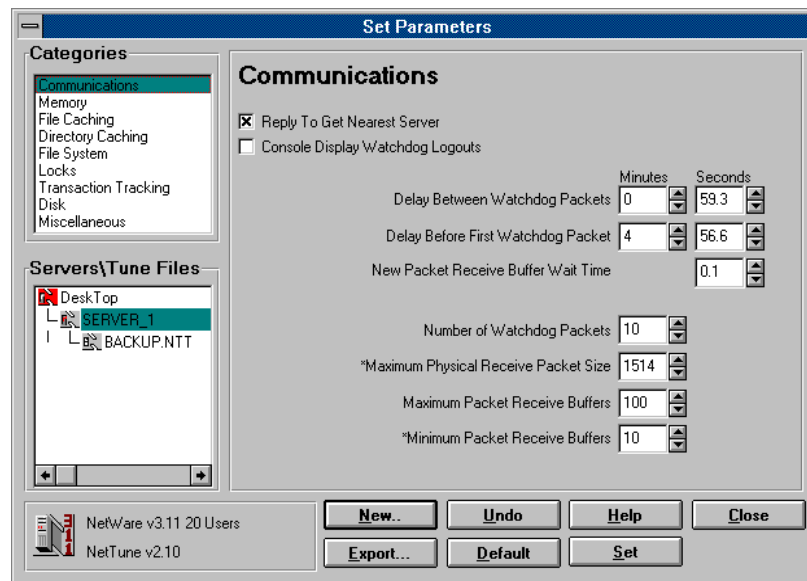 Set Parameters
Categories
Communications
Memory
File Caching
Directory Caching
File System
Locks
Transaction Tracking
Disk
Miscellaneous
Servers\Tune Files
DeskTop
SERVER_1
BACKUP.NTT
Communications
Reply To Get Nearest Server
Console Display Watchdog Logouts
Minutes Seconds
Delay Between Watchdog Packets 0 59.3
Delay Before First Watchdog Packet 4 56.6
New Packet Receive Buffer Wait Time 0.1
Number of Watchdog Packets 10
*Maximum Physical Receive Packet Size 1514
Maximum Packet Receive Buffers 100
*Minimum Packet Receive Buffers 10
NetWare v3.11 20 Users
NetTune v2.10
New.. Undo Help Close
Export... Default Set